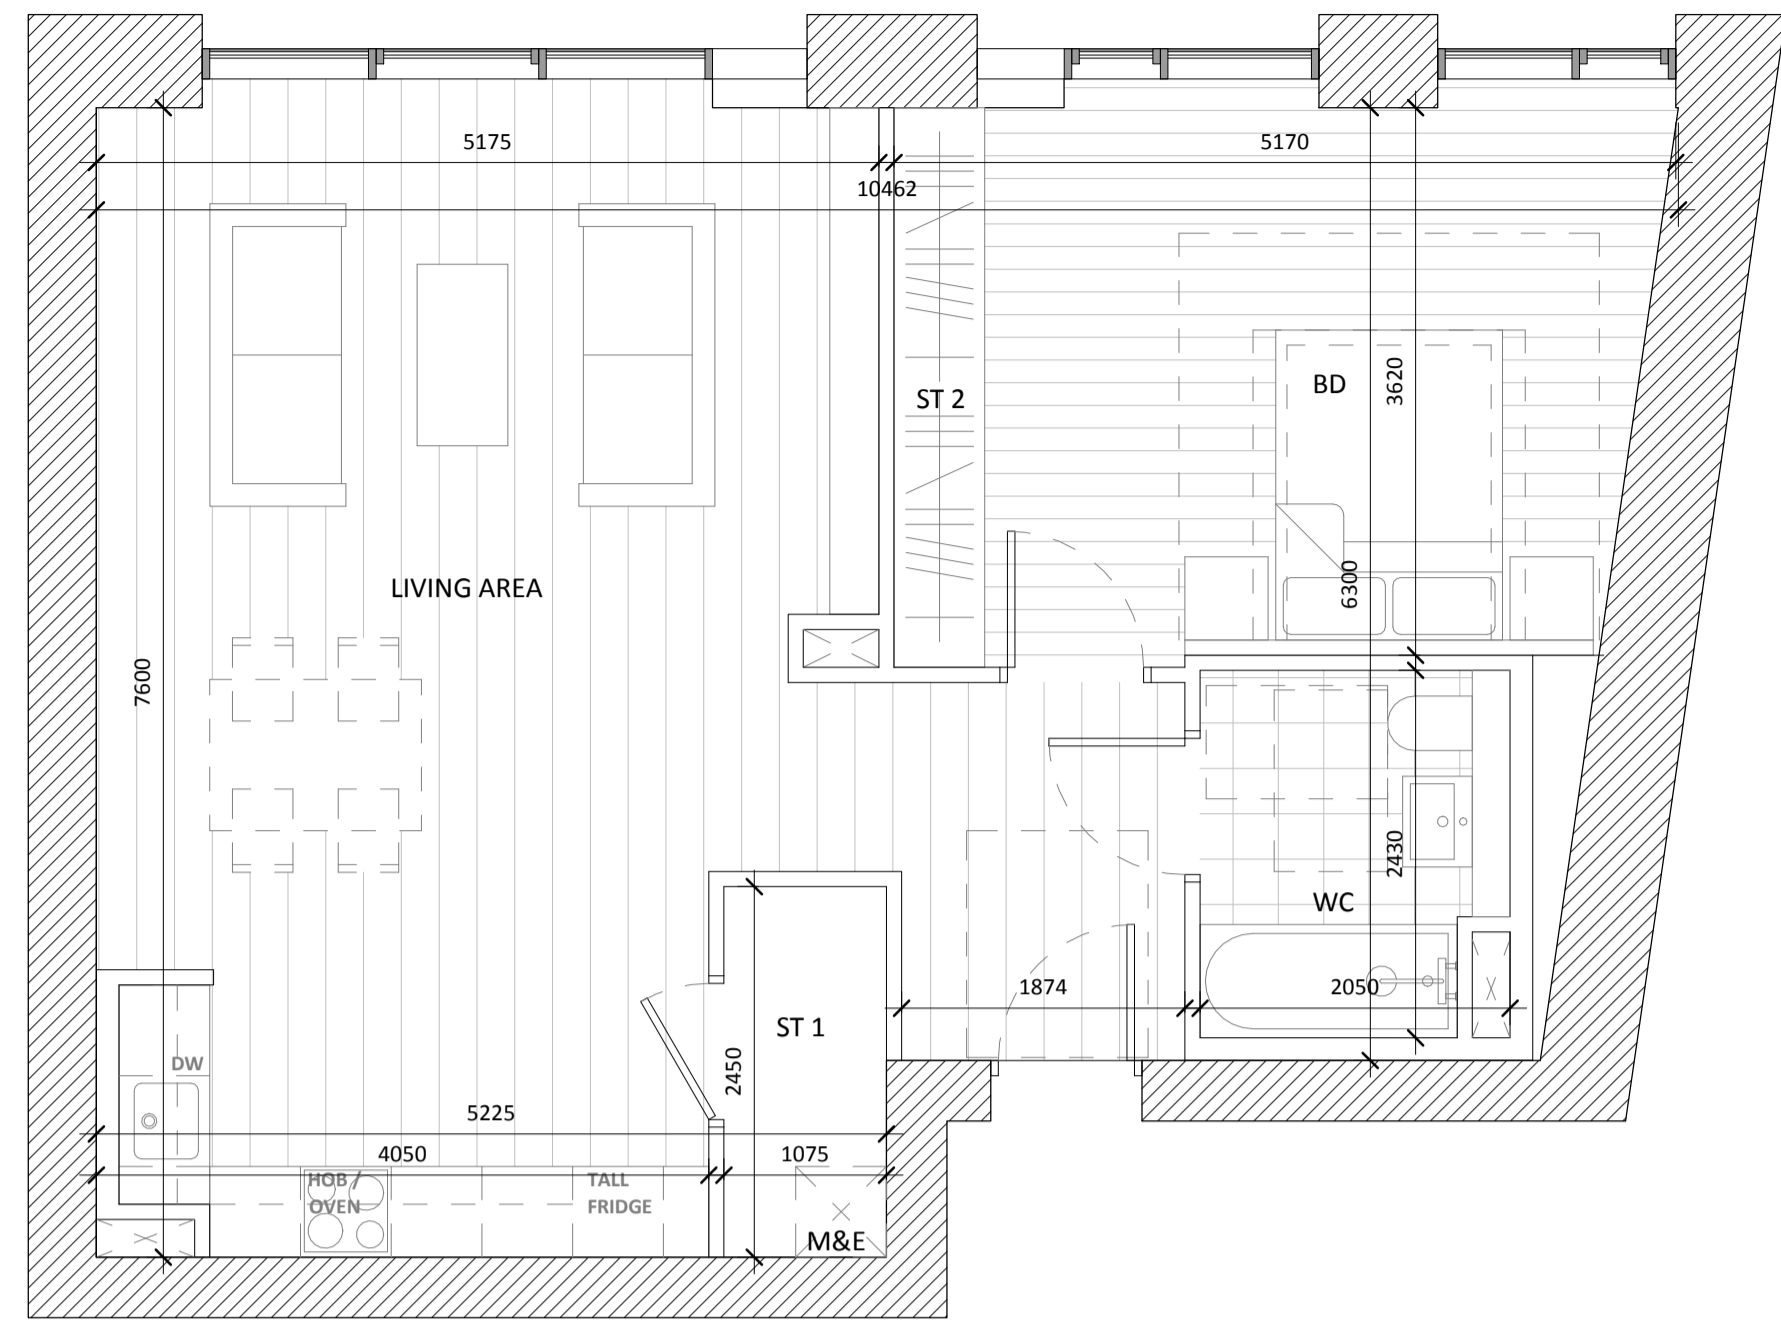 5175
5170
10462
BD
3620
ST 2
6300
LIVING AREA
7600
2430
WC
1874
2050
ST 1
2450
DW
5225
4050
1075
HOB /
OVEN
TALL
FRIDGE
M&E